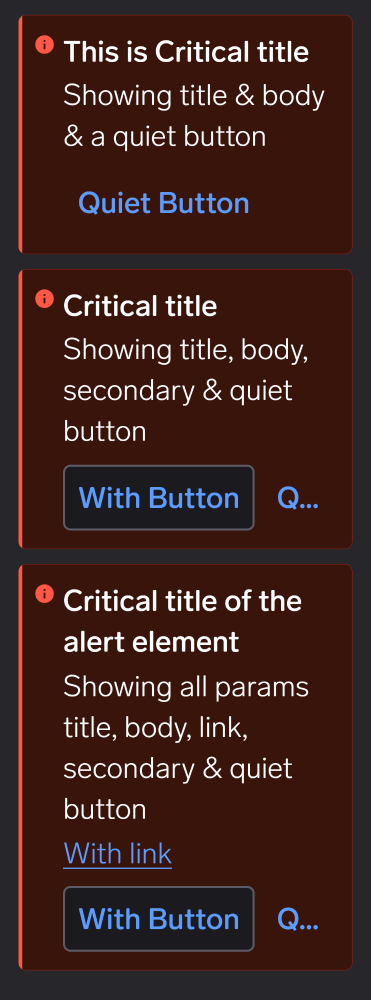 This is Critical title
Showing title & body
& a quiet button
Quiet Button
Critical title
Showing title, body,
secondary & quiet
button
With Button Q...
Critical title of the
alert element
Showing all params
title, body, link,
secondary & quiet
button
With link
With Button Q...